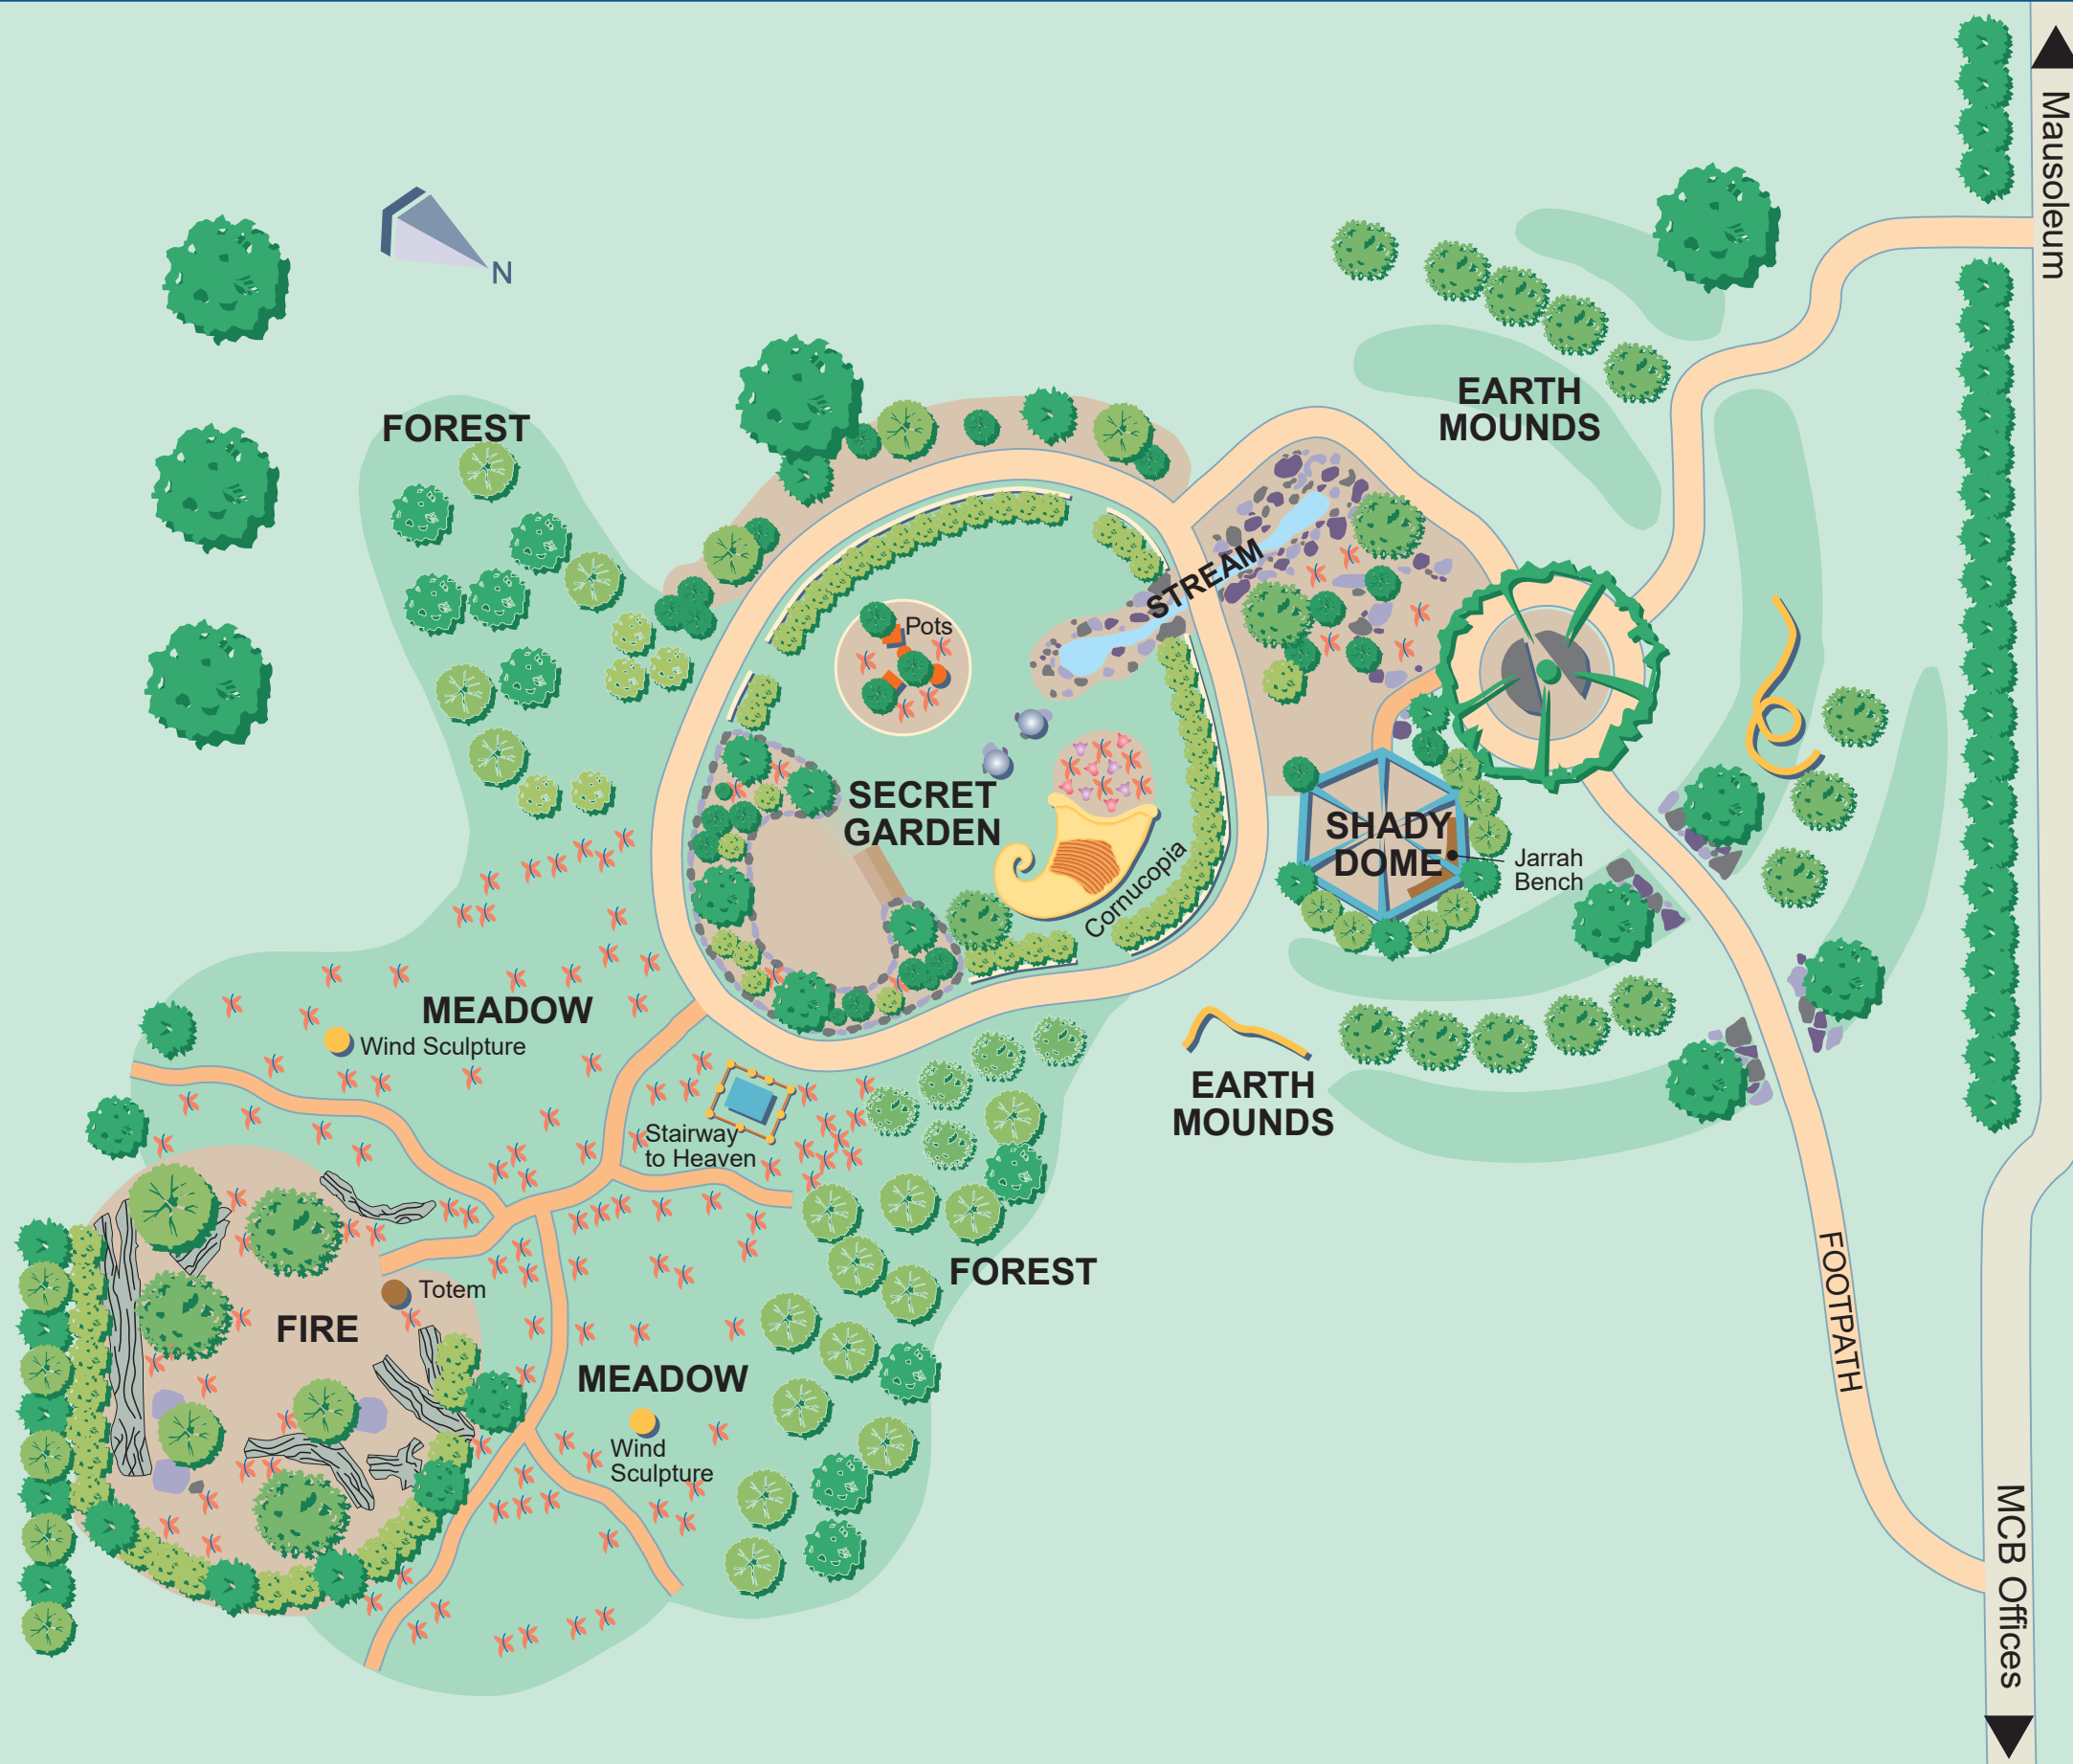 Mausoleum
N
EARTH
MOUNDS
FOREST
STREAM
Pots
SECRET
GARDEN
SHADY
DOME
Jarrah
Bench
Cornucopia
MEADOW
Wind Sculpture
EARTH
MOUNDS
Stairway
to Heaven
FOREST
Totem
FIRE
FOOTPATH
MEADOW
Wind
Sculpture
MCB Offices